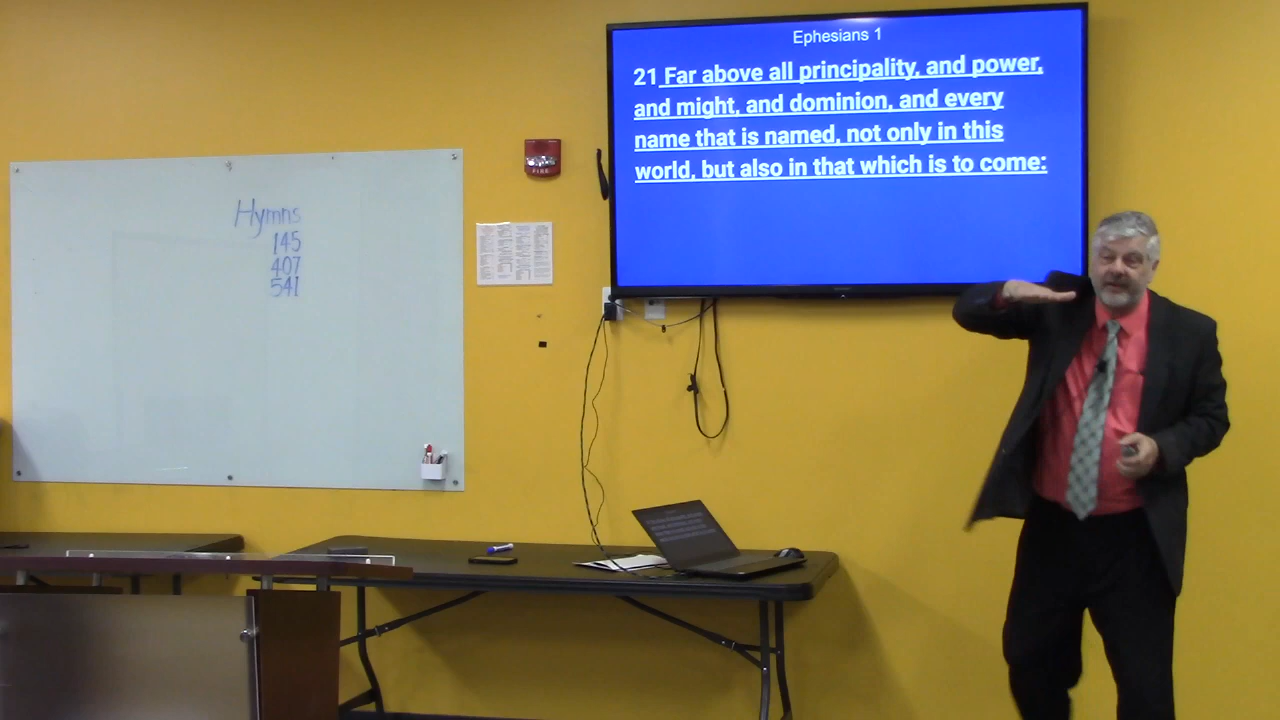 Ephesians 1
21 Far above all principality, and power,
and might, and dominion, and every
name that is named, not only in this
world, but also in that which is to come:
Hymns
145
407
541
FIRE